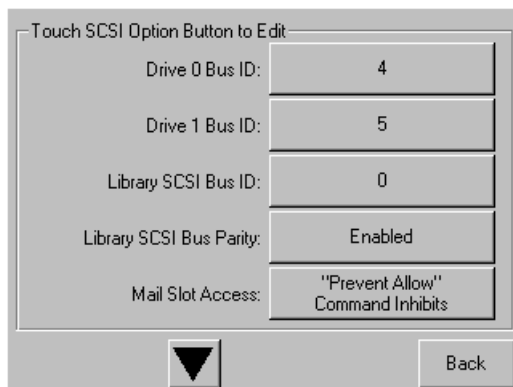 Touch SCSI Option Button to Edit
Drive 0 Bus ID: 4
Drive 1 Bus ID: 5
Library SCSI Bus ID: 0
Library SCSI Bus Parity: Enabled
Mail Slot Access: "Prevent Allow"
Command Inhibits
Back